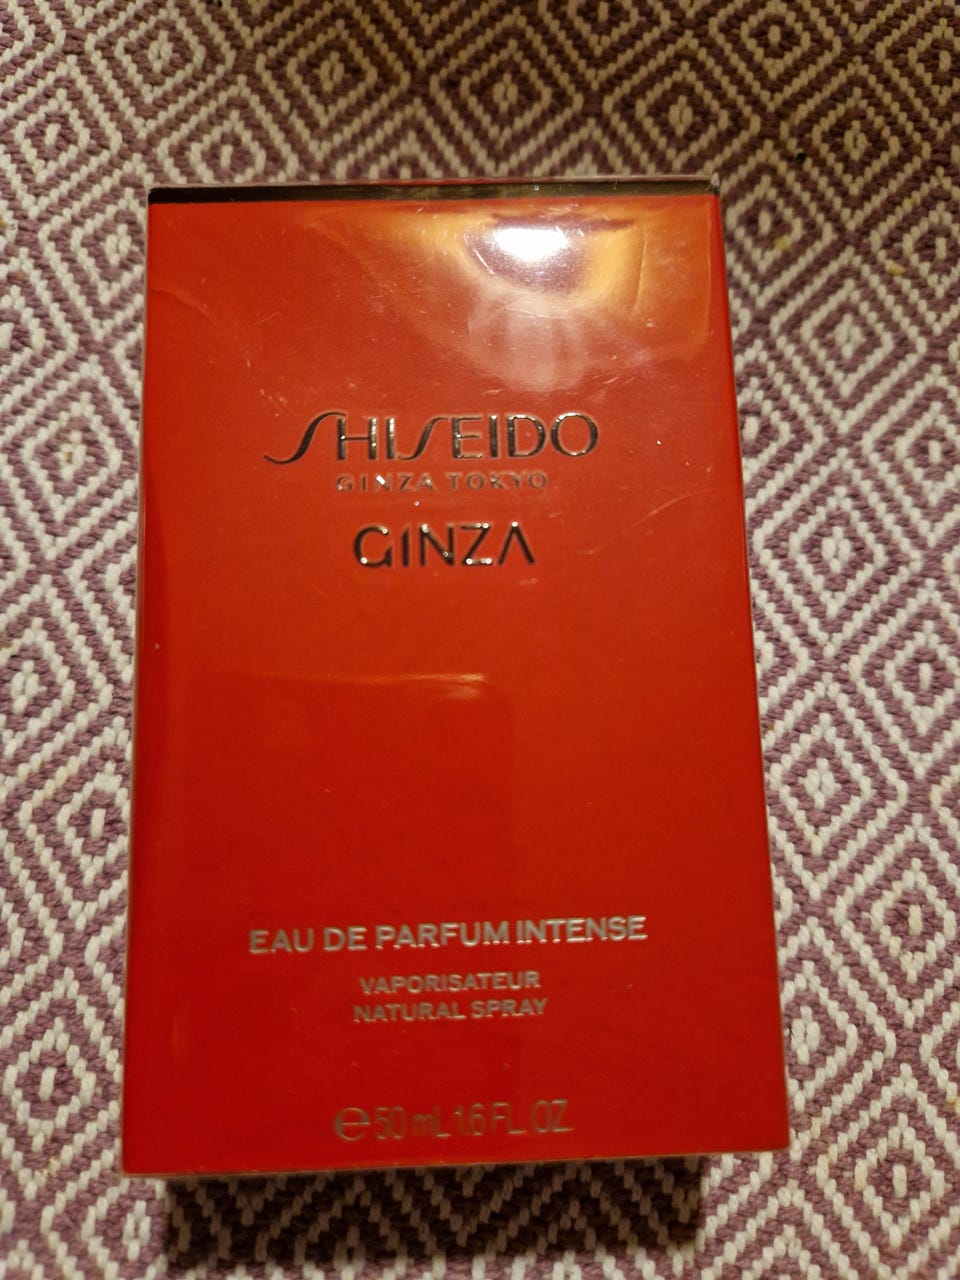 SHISEIDO
GINZA TOKYO
GINZA
EAU DE PARFUM INTENSE
VAPORISATEUR
NATURAL SPRAY
℮50 mL 1.6 FL. OZ.